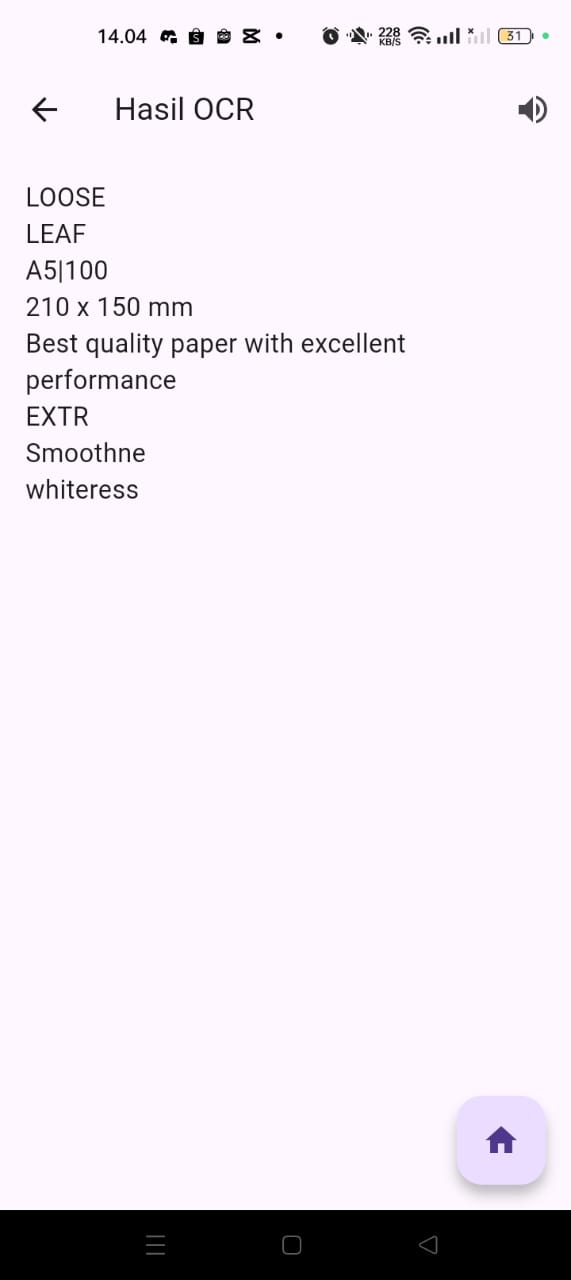 14.04
228
KB/S
31
Hasil OCR
LOOSE
LEAF
A5|100
210 x 150 mm
Best quality paper with excellent
performance
EXTR
Smoothne
whiteress